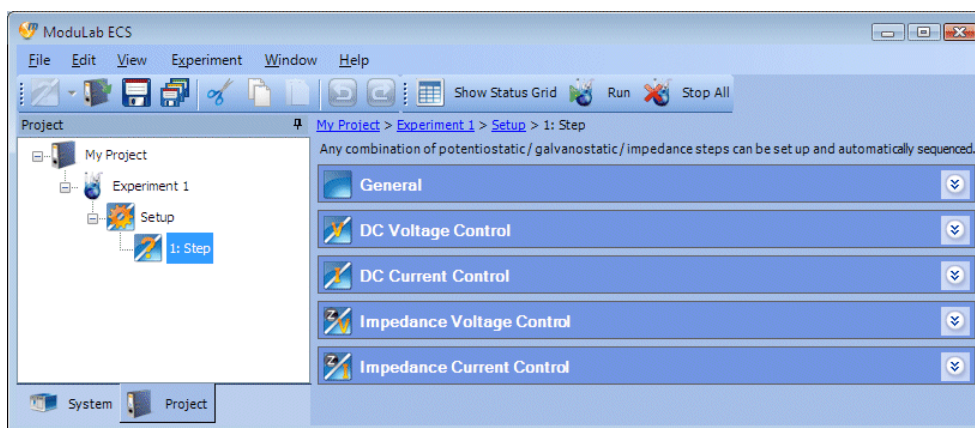 ModuLab ECS
File Edit View Experiment Window Help
Show Status Grid Run Stop All
Project
My Project > Experiment 1 > Setup > 1: Step
Any combination of potentiostatic / galvanostatic / impedance steps can be set up and automatically sequenced.
My Project
Experiment 1
Setup
1: Step
General
DC Voltage Control
DC Current Control
Impedance Voltage Control
Impedance Current Control
System Project